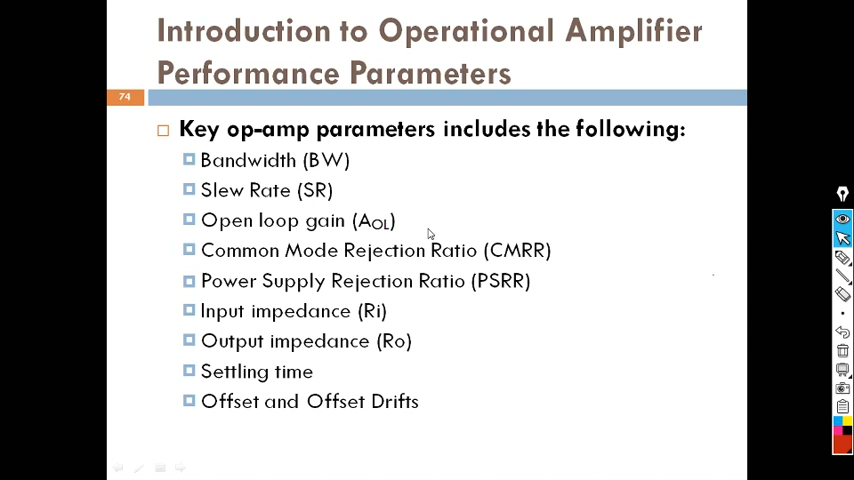 Introduction to Operational Amplifier
Performance Parameters
74
Key op-amp parameters includes the following:
Bandwidth (BW)
Slew Rate (SR)
Open loop gain (AOL)
Common Mode Rejection Ratio (CMRR)
Power Supply Rejection Ratio (PSRR)
Input impedance (Ri)
Output impedance (Ro)
Settling time
Offset and Offset Drifts